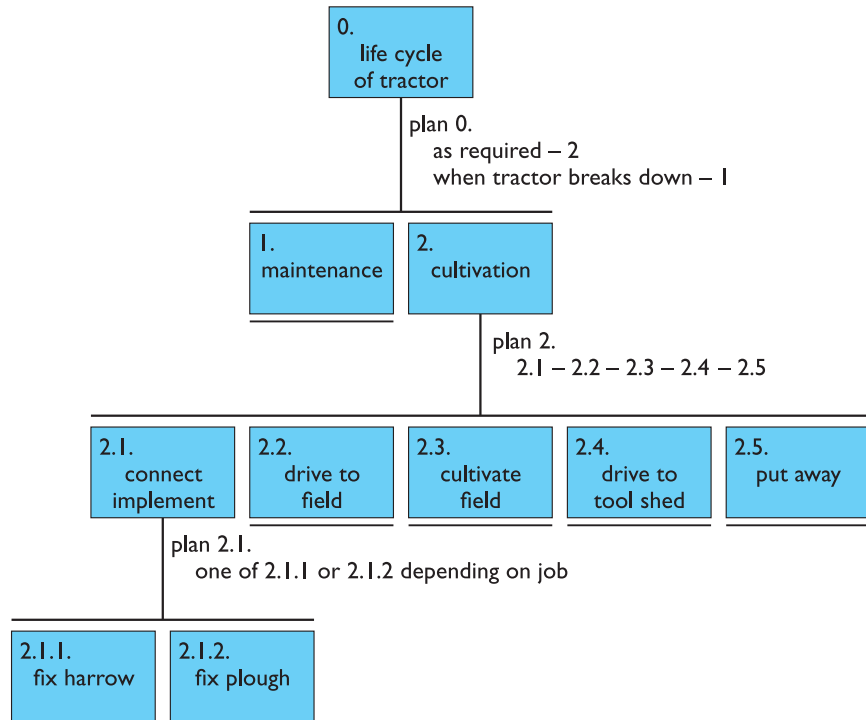 0.
life cycle
of tractor
plan 0.
as required – 2
when tractor breaks down – 1
1.
maintenance
2.
cultivation
plan 2.
2.1 – 2.2 – 2.3 – 2.4 – 2.5
2.1.
connect
implement
2.2.
drive to
field
2.3.
cultivate
field
2.4.
drive to
tool shed
2.5.
put away
plan 2.1.
one of 2.1.1 or 2.1.2 depending on job
2.1.1.
fix harrow
2.1.2.
fix plough